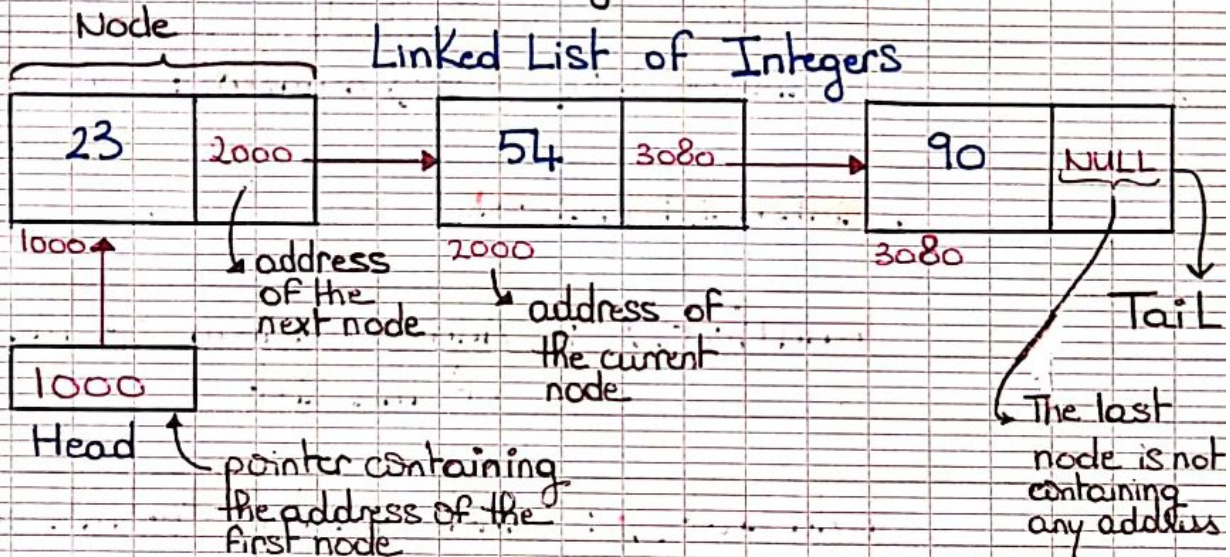 Node
Linked List of Integers
23
2000
54
3080
90
NULL
1000
address
of the
next node
2000
address of
the current
node
3080
Tail
1000
Head
pointer containing
the address of the
first node
The last
node is not
containing
any address